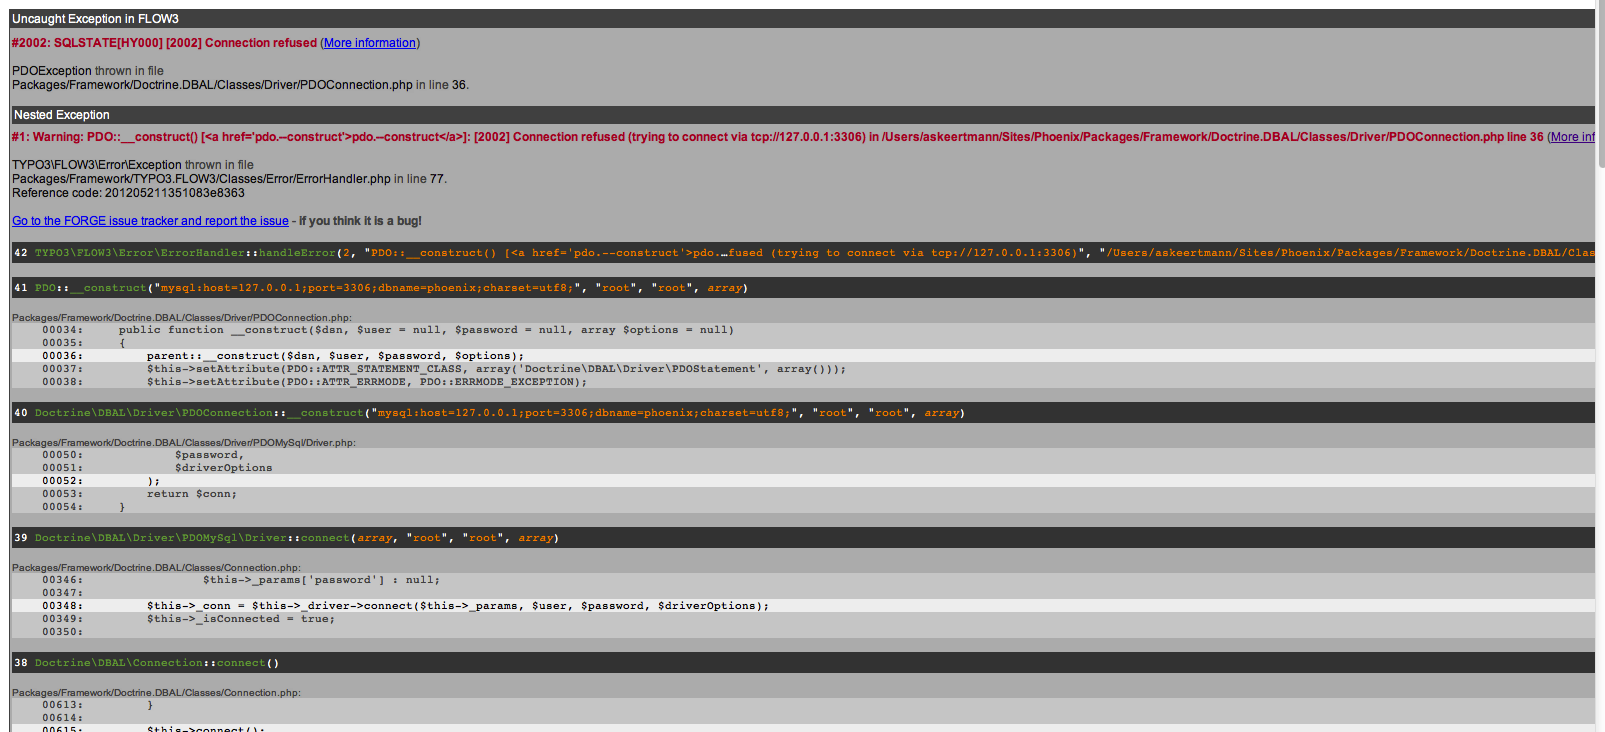 Uncaught Exception in FLOW3
#2002: SQLSTATE[HY000] [2002] Connection refused (More information)
PDOException thrown in file
Packages/Framework/Doctrine.DBAL/Classes/Driver/PDOConnection.php in line 36.
Nested Exception
#1: Warning: PDO::__construct() [<a href='pdo.--construct'>pdo.--construct</a>]: [2002] Connection refused (trying to connect via tcp://127.0.0.1:3306) in /Users/askeertmann/Sites/Phoenix/Packages/Framework/Doctrine.DBAL/Classes/Driver/PDOConnection.php line 36 (More inf
TYPO3\FLOW3\Error\Exception thrown in file
Packages/Framework/TYPO3.FLOW3/Classes/Error/ErrorHandler.php in line 77.
Reference code: 201205211351083e8363
Go to the FORGE issue tracker and report the issue - if you think it is a bug!
42 TYPO3\FLOW3\Error\ErrorHandler::handleError(2, "PDO::__construct() [<a href='pdo.--construct'>pdo.…fused (trying to connect via tcp://127.0.0.1:3306)", "/Users/askeertmann/Sites/Phoenix/Packages/Framework/Doctrine.DBAL/Clas
41 PDO::__construct("mysql:host=127.0.0.1;port=3306;dbname=phoenix;charset=utf8;", "root", "root", array)
Packages/Framework/Doctrine.DBAL/Classes/Driver/PDOConnection.php:
00034: public function __construct($dsn, $user = null, $password = null, array $options = null)
00035: {
00036: parent::__construct($dsn, $user, $password, $options);
00037: $this->setAttribute(PDO::ATTR_STATEMENT_CLASS, array('Doctrine\DBAL\Driver\PDOStatement', array()));
00038: $this->setAttribute(PDO::ATTR_ERRMODE, PDO::ERRMODE_EXCEPTION);
40 Doctrine\DBAL\Driver\PDOConnection::__construct("mysql:host=127.0.0.1;port=3306;dbname=phoenix;charset=utf8;", "root", "root", array)
Packages/Framework/Doctrine.DBAL/Classes/Driver/PDOMySql/Driver.php:
00050: $password,
00051: $driverOptions
00052: );
00053: return $conn;
00054: }
39 Doctrine\DBAL\Driver\PDOMySql\Driver::connect(array, "root", "root", array)
Packages/Framework/Doctrine.DBAL/Classes/Connection.php:
00346: $this->_params['password'] : null;
00347:
00348: $this->_conn = $this->_driver->connect($this->_params, $user, $password, $driverOptions);
00349: $this->_isConnected = true;
00350:
38 Doctrine\DBAL\Connection::connect()
Packages/Framework/Doctrine.DBAL/Classes/Connection.php:
00613: }
00614:
00615: $this->connect();